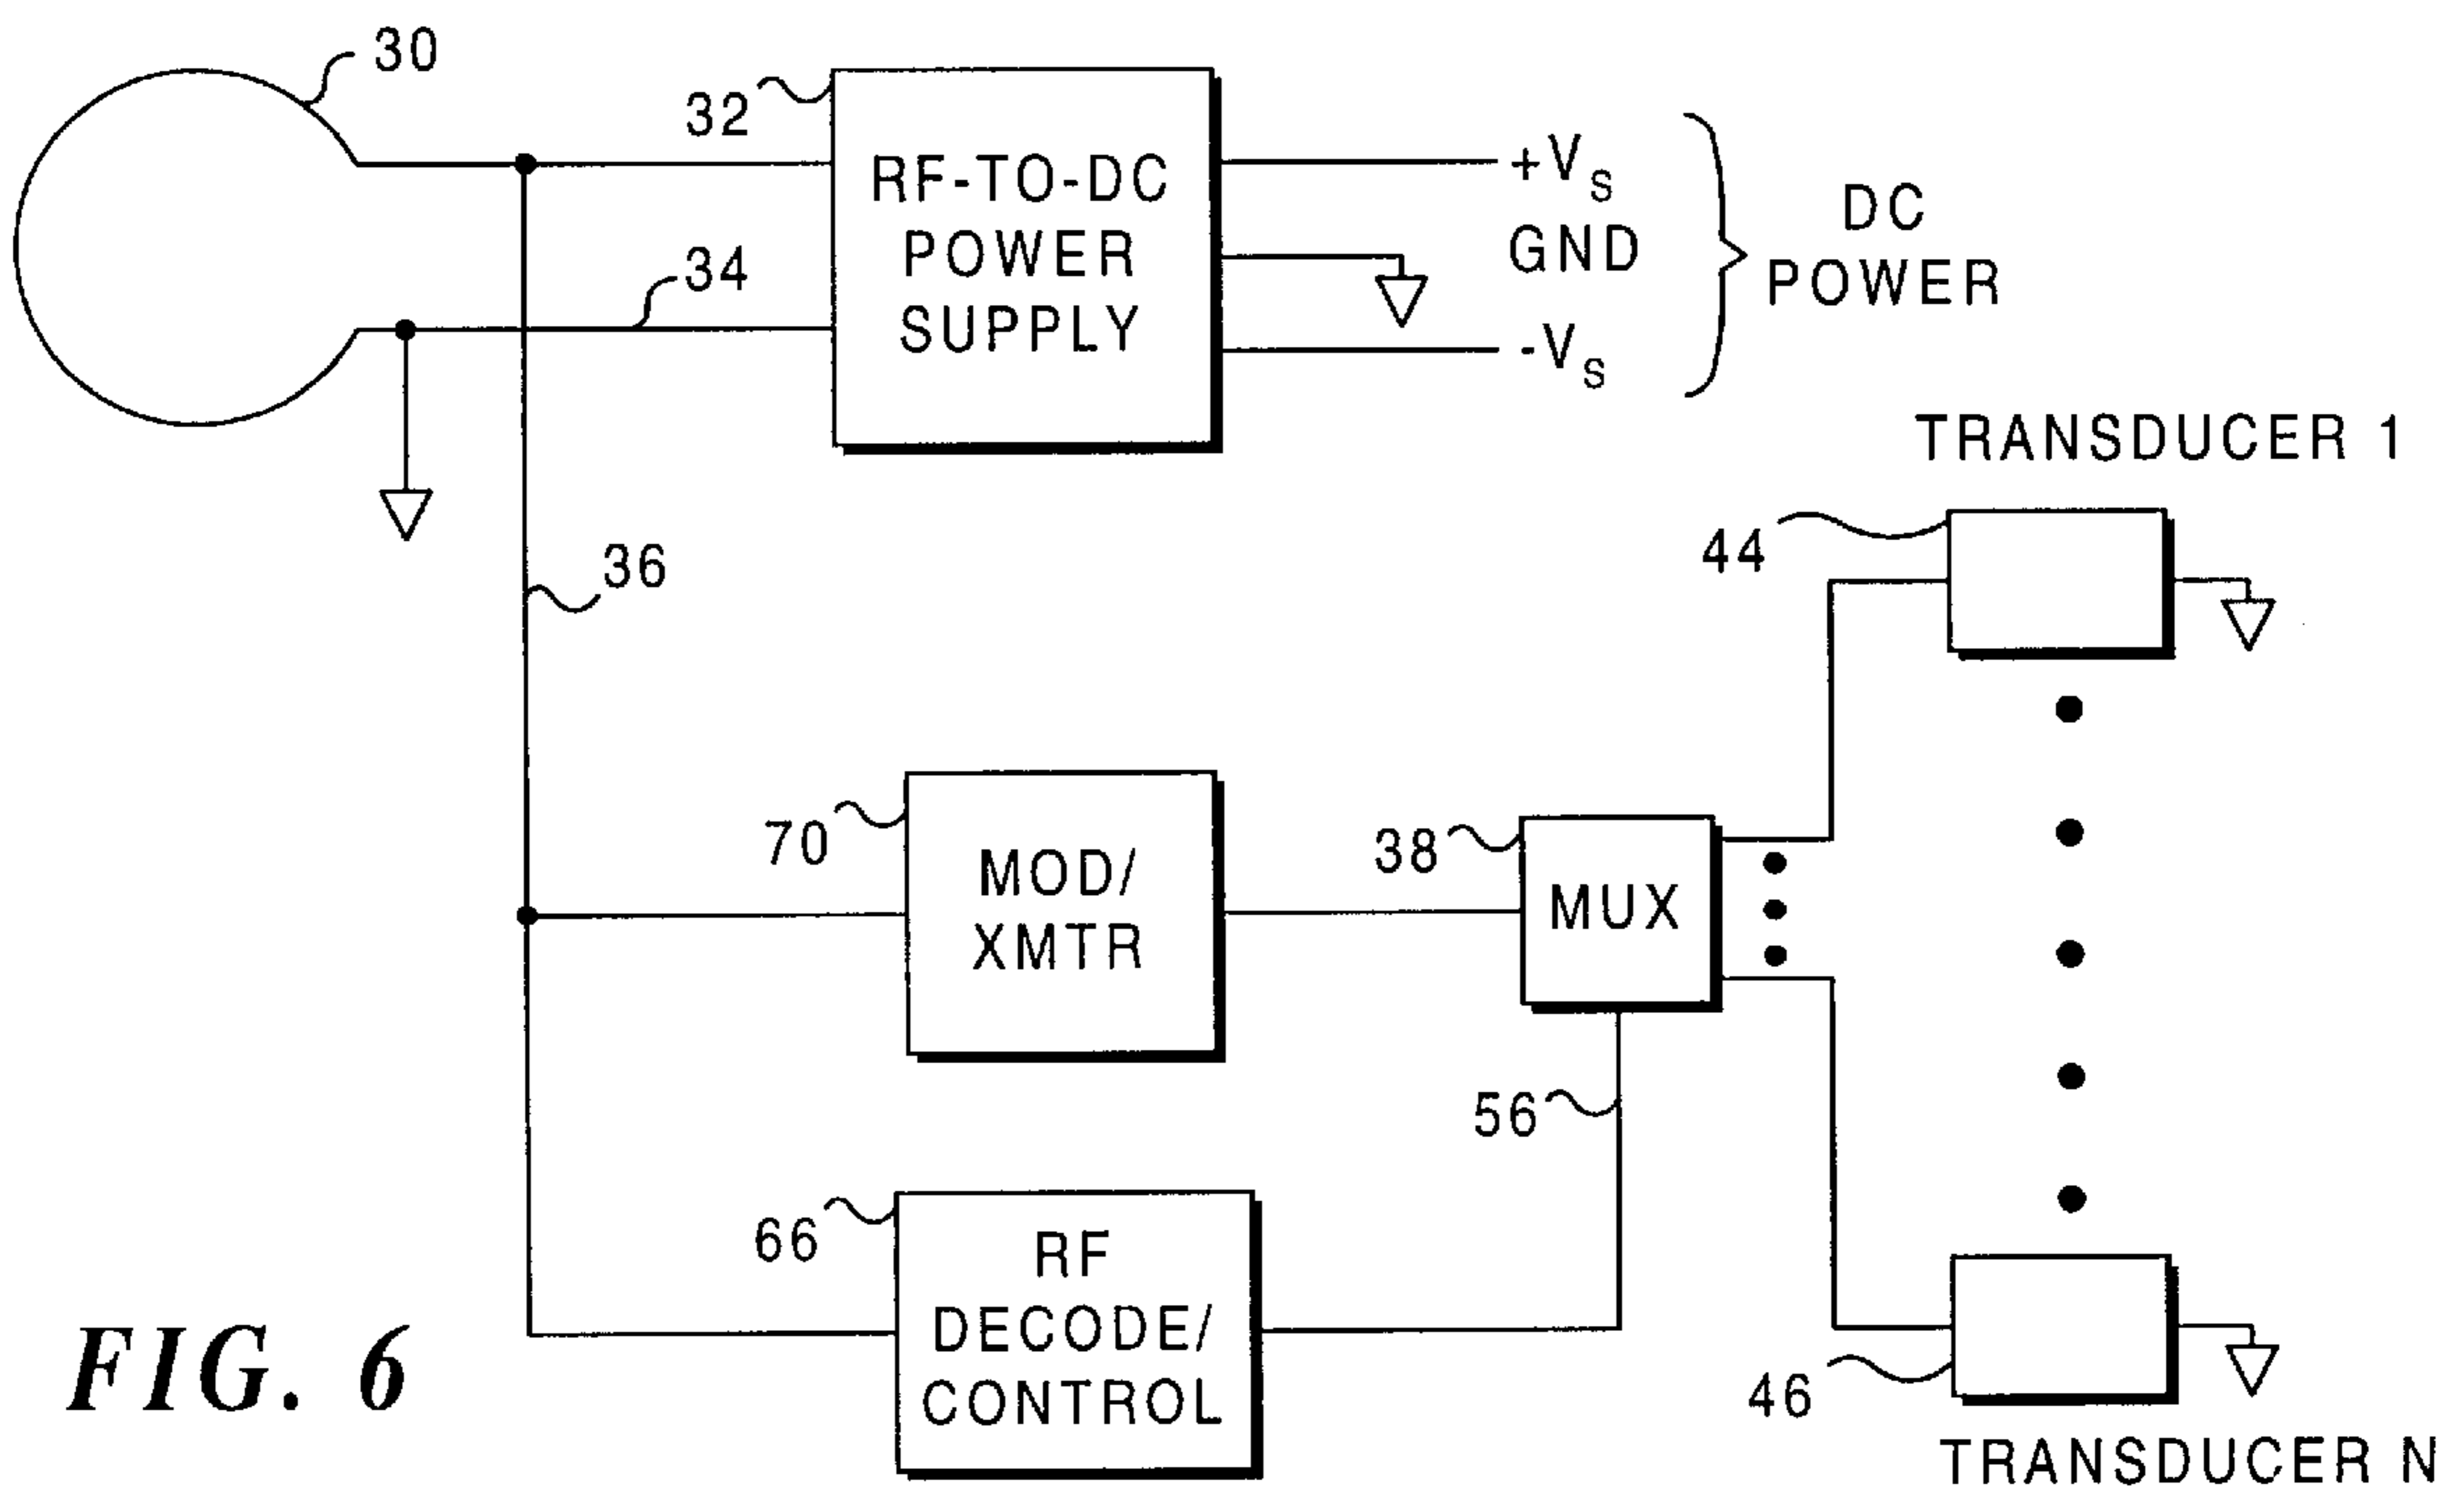 30
32
RF-TO-DC
POWER
SUPPLY
+VS
GND
-VS
DC
POWER
34
TRANSDUCER 1
44
36
70
MOD/
XMTR
38
MUX
56
66
RF
DECODE/
CONTROL
46
TRANSDUCER N
FIG. 6